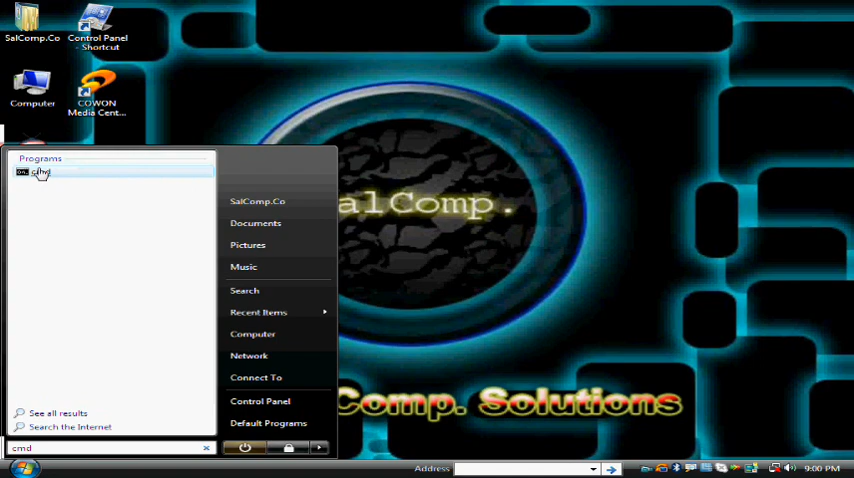 SalComp.Co
Control Panel
- Shortcut
Computer
COWON
Media Cent...
Programs
cmd
SalComp.Co
Documents
Pictures
Music
Search
Recent Items
Computer
Network
Connect To
Control Panel
Default Programs
See all results
Search the Internet
cmd
alComp.
Comp. Solutions
Address
9:00 PM